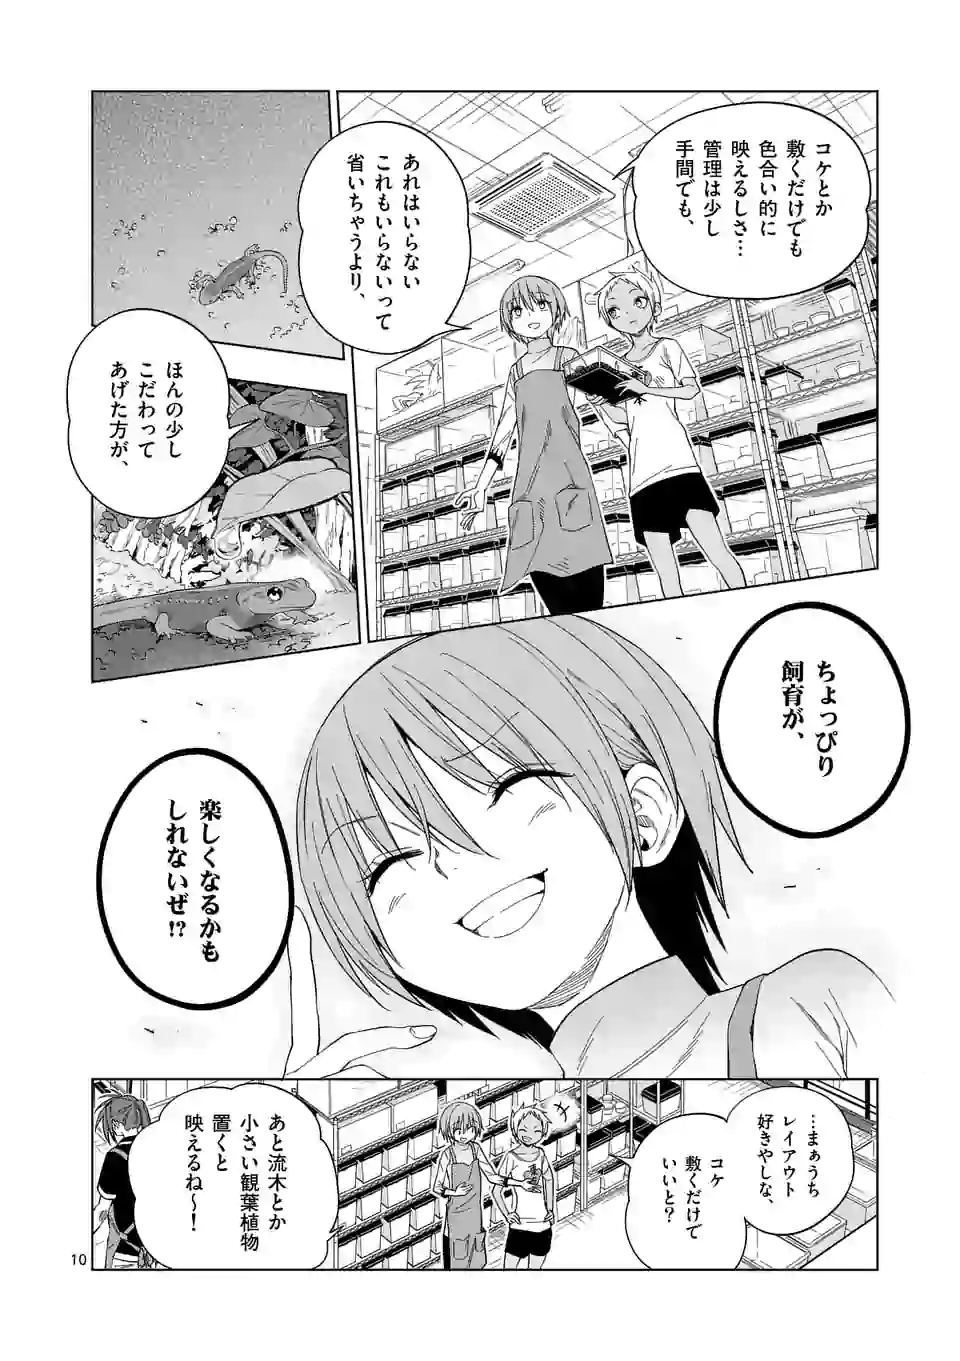 コケとか
敷くだけでも
色合い的に
映えるしさ…
管理は少し
手間でも、
あれはいらない
これもいらないって
省いちゃうより、
ほんの少し
こだわって
あげた方が、
ちょっぴり
飼育が、
楽しくなるかも
しれないぜ!?
…まぁうち
レイアウト
好きやしな、
コケ
敷くだけで
いいと?
あと流木とか
小さい観葉植物
置くと
映えるね〜!
10